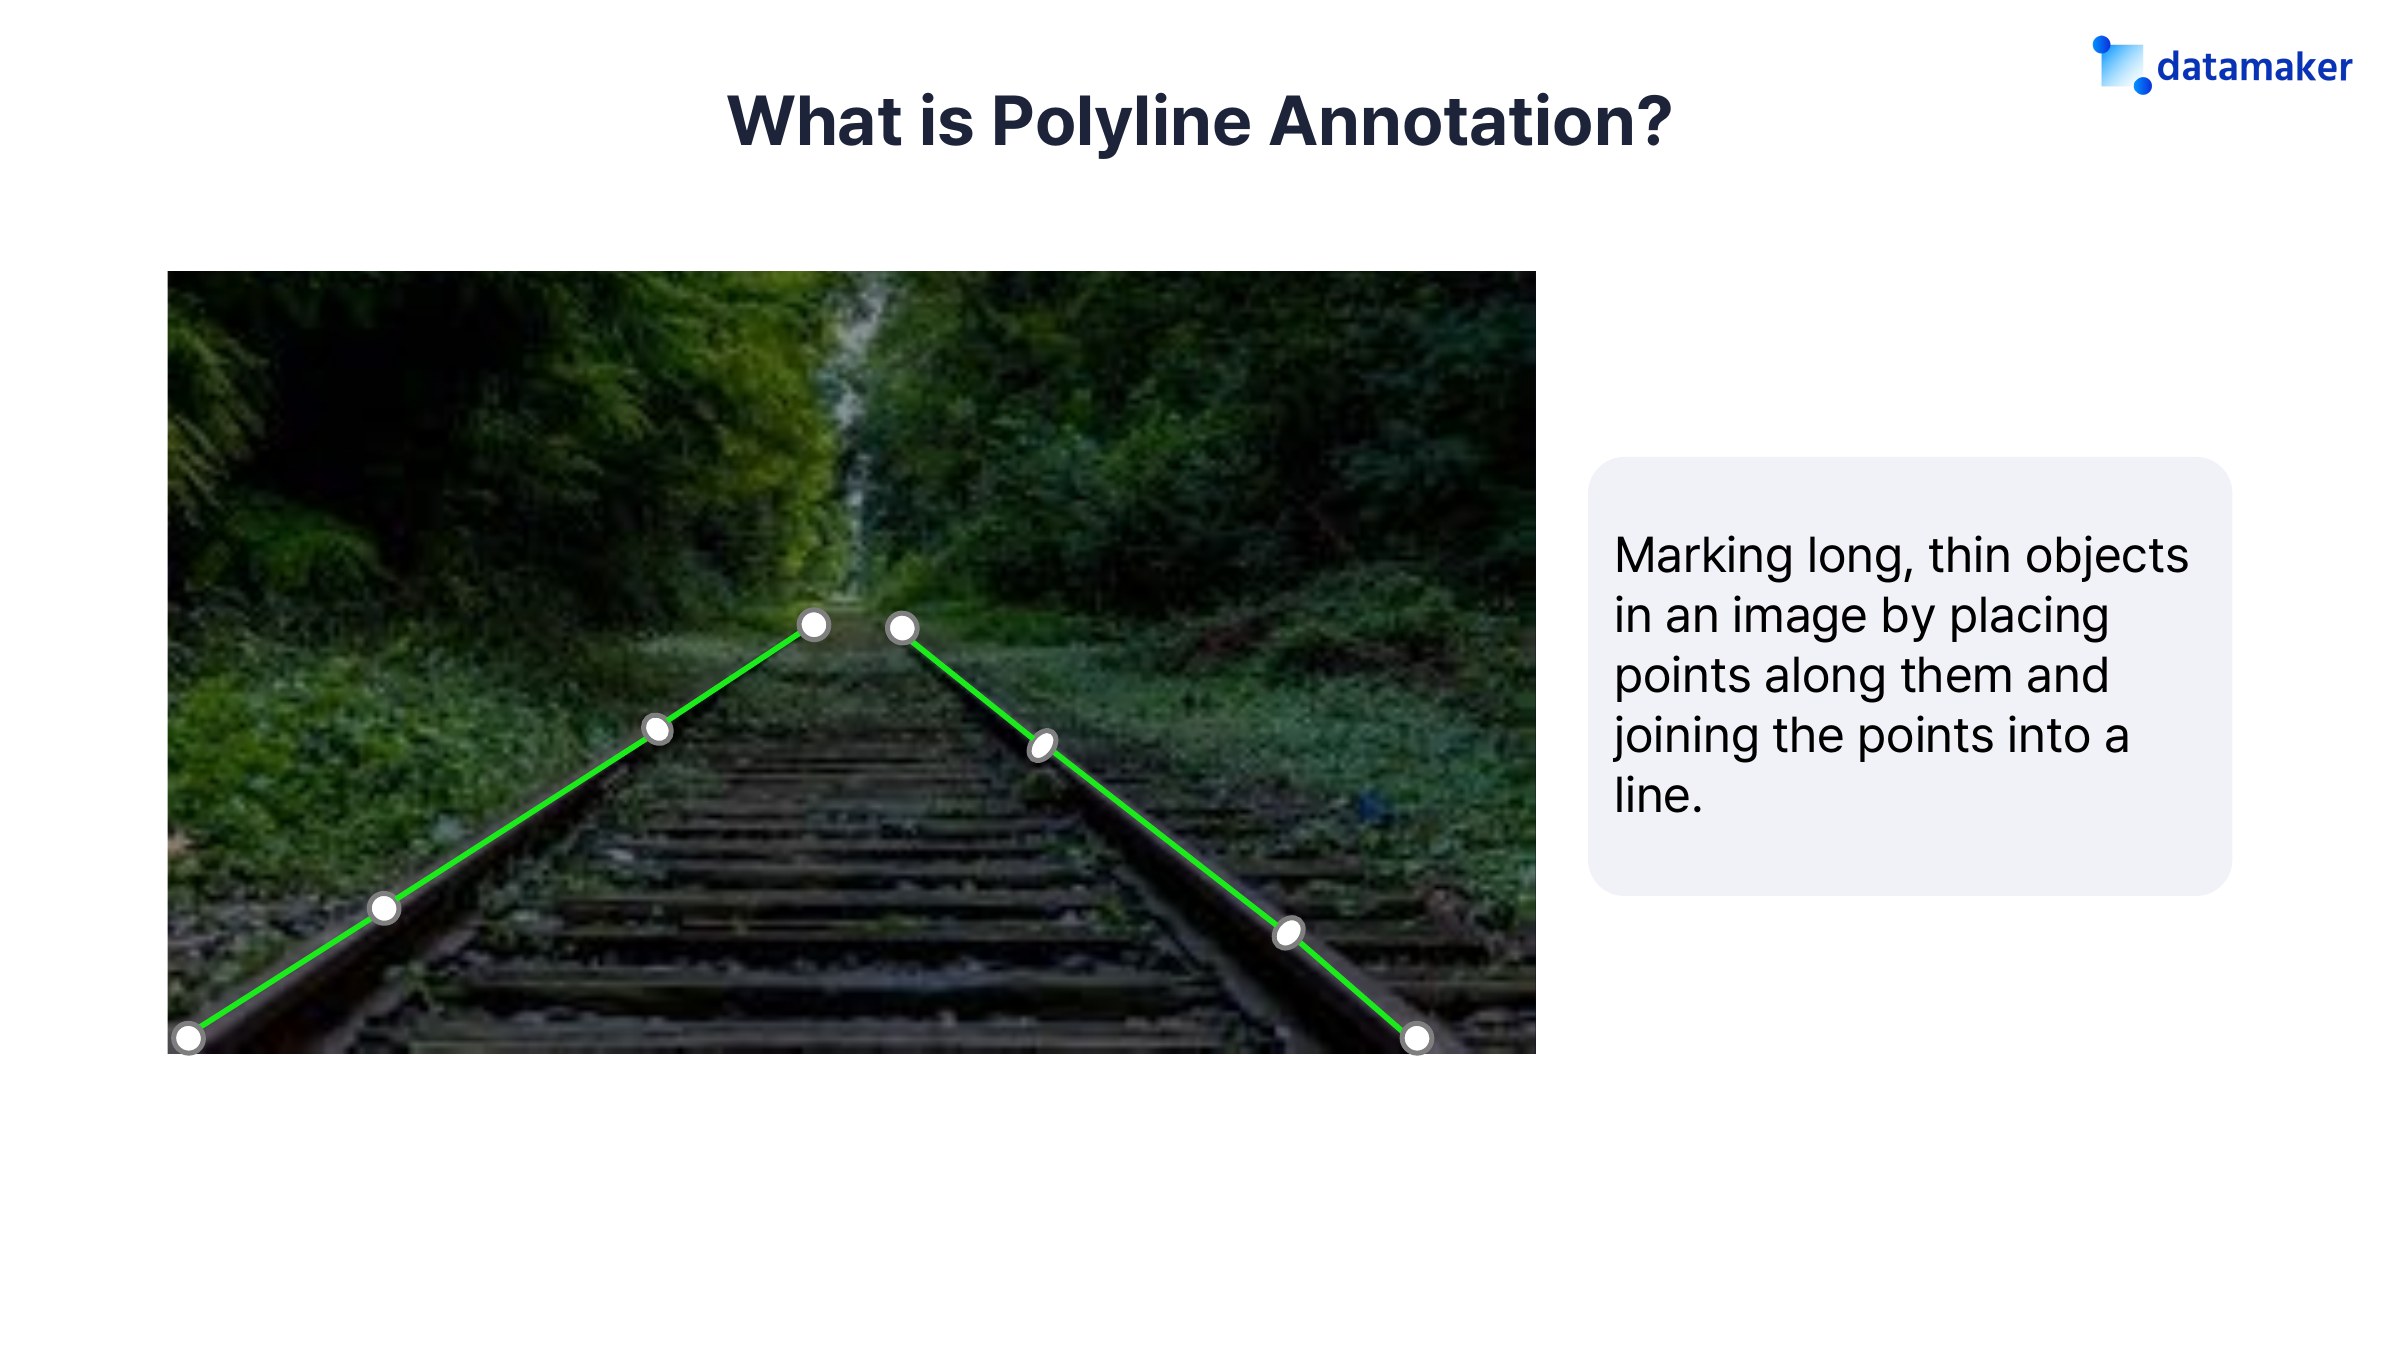 datamaker
What is Polyline Annotation?
Marking long, thin objects
in an image by placing
points along them and
joining the points into a
line.